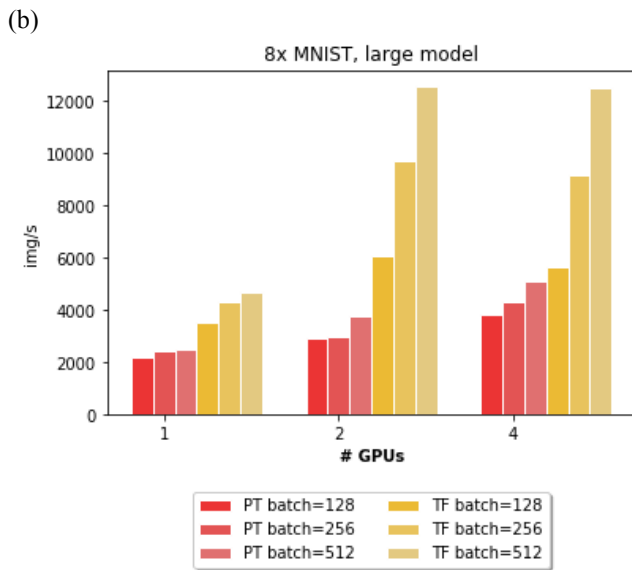 (b)
8x MNIST, large model
12000
10000
8000
6000
4000
2000
0
img/s
1 2 4
# GPUs
PT batch=128 TF batch=128
PT batch=256 TF batch=256
PT batch=512 TF batch=512